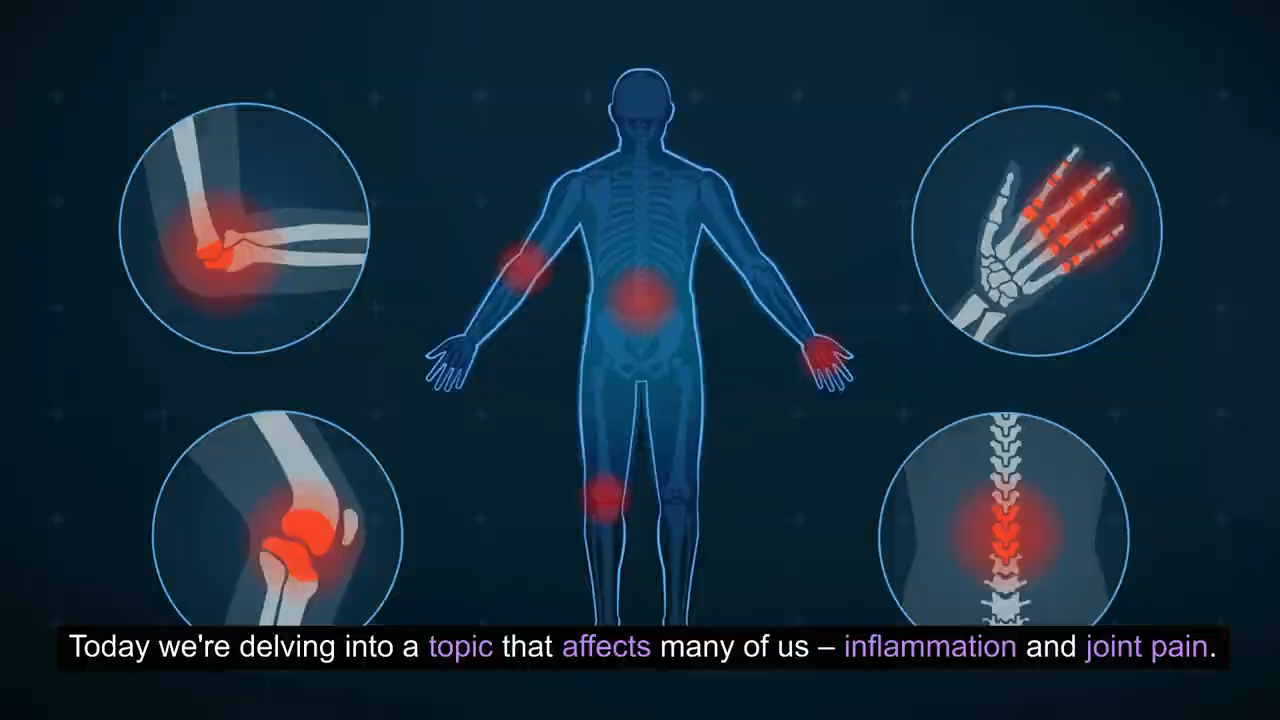 Today we're delving into a topic that affects many of us – inflammation and joint pain.